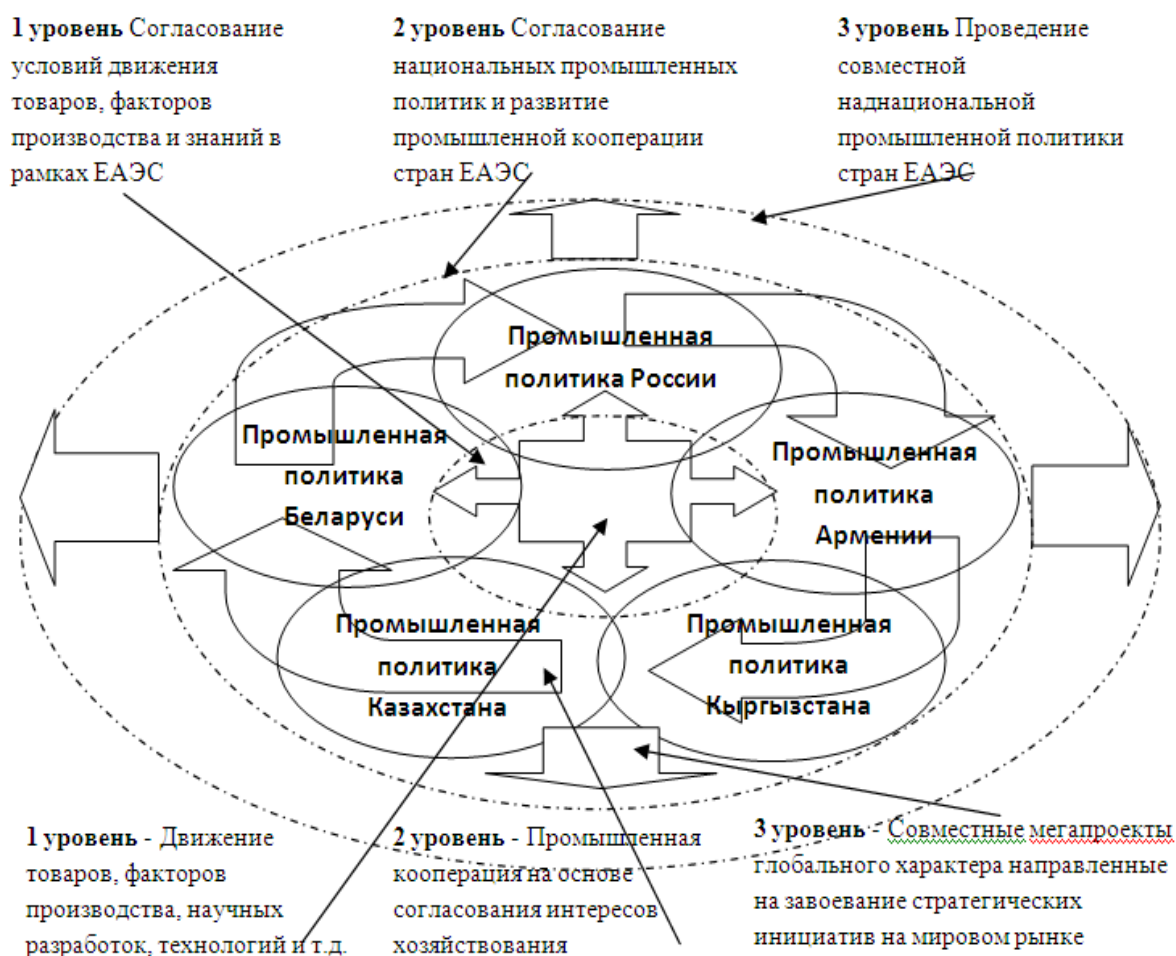 1 уровень Согласование
условий движения
товаров, факторов
производства и знаний в
рамках ЕАЭС
2 уровень Согласование
национальных промышленных
политик и развитие
промышленной кооперации
стран ЕАЭС
3 уровень Проведение
совместной
наднациональной
промышленной политики
стран ЕАЭС
Промышленная
политика России
Промышленная
политика
Беларуси
Промышленная
политика
Армении
Промышленная
политика
Казахстана
Промышленная
политика
Кыргызстана
1 уровень - Движение
товаров, факторов
производства, научных
разработок, технологий и т.д.
2 уровень - Промышленная
кооперация на основе
согласования интересов
хозяйствования
3 уровень - Совместные мегапроекты
глобального характера направленные
на завоевание стратегических
инициатив на мировом рынке